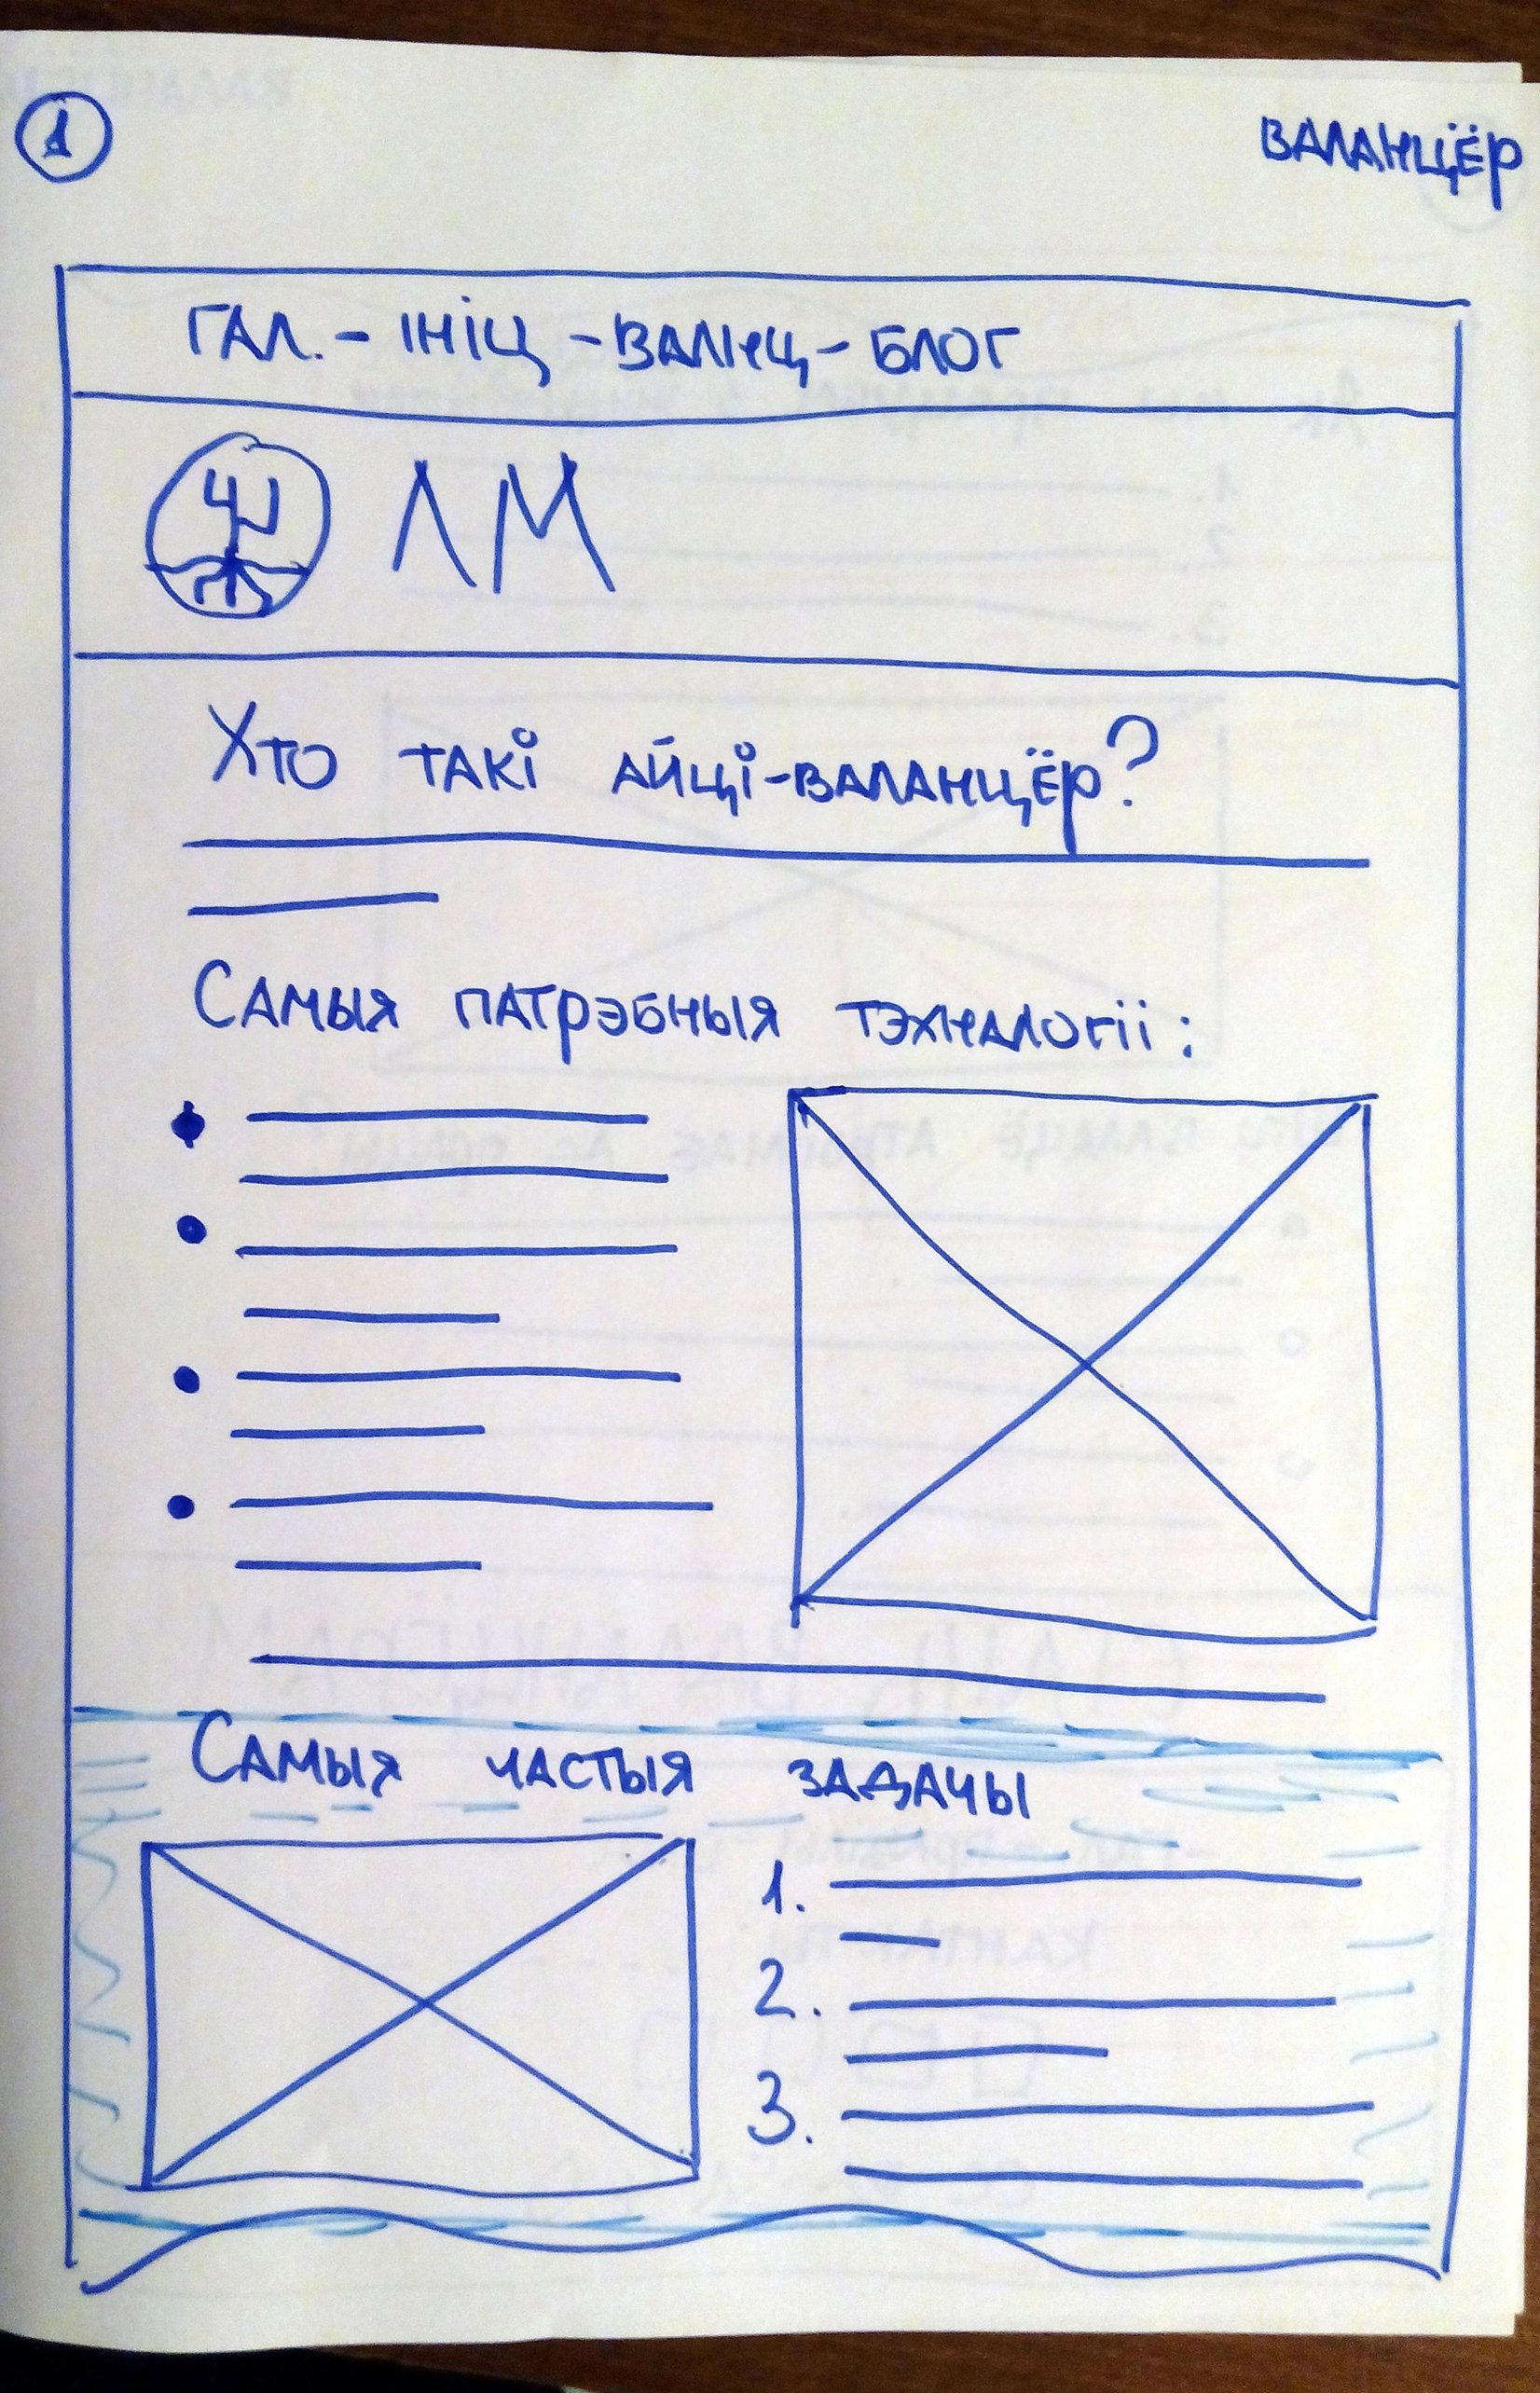 1
ВАЛАНЦЁР
ГАЛ. - ІНІЦ - ВАЛНЦ - БЛОГ
ЛМ
Хто такі айці-валанцёр?
Самыя патрэбныя тэхналогіі:
Самыя частыя задачы
1.
2.
3.